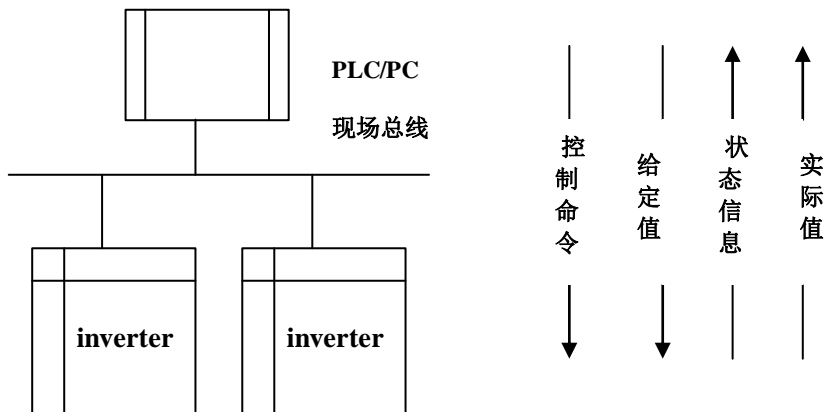 PLC/PC
现场总线
控制命令
给定值
状态信息
实际值
inverter
inverter